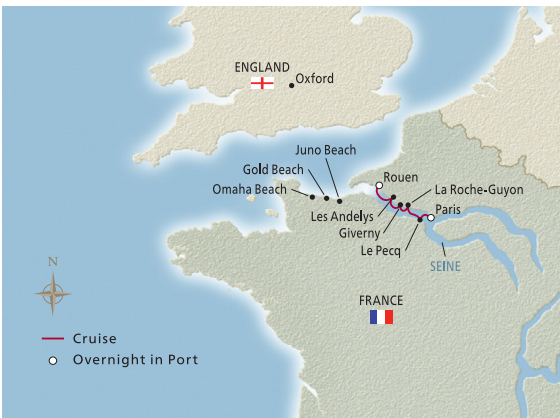 ENGLAND
Oxford
Juno Beach
Gold Beach
Omaha Beach
Rouen
La Roche-Guyon
Les Andelys
Paris
Giverny
Le Pecq
SEINE
N
FRANCE
Cruise
Overnight in Port